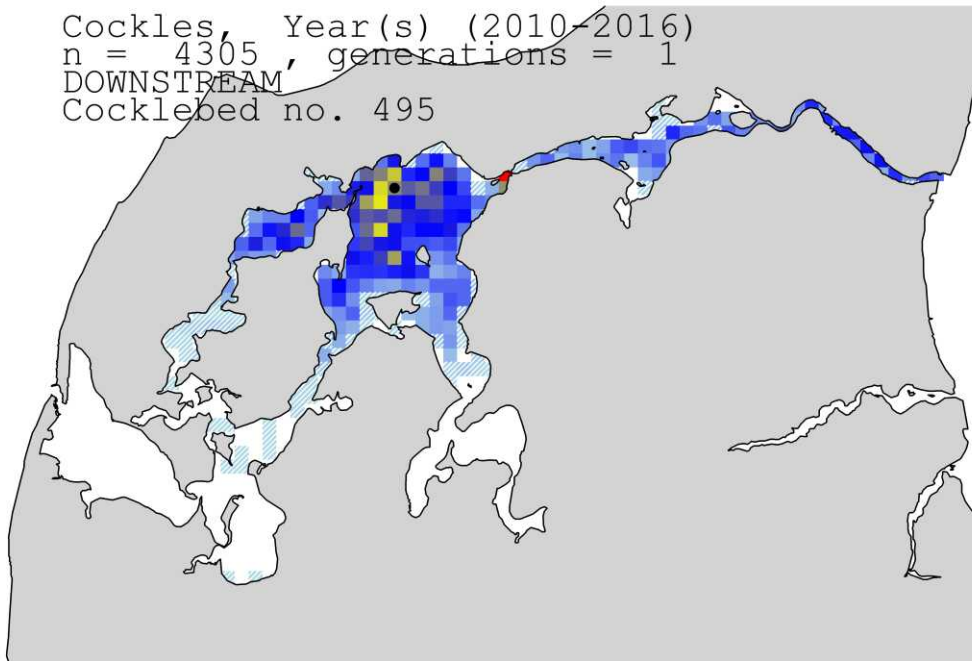 Cockles,  Year(s) (2010-2016)
n =  4305 , generations =  1
DOWNSTREAM
Cocklebed no. 495